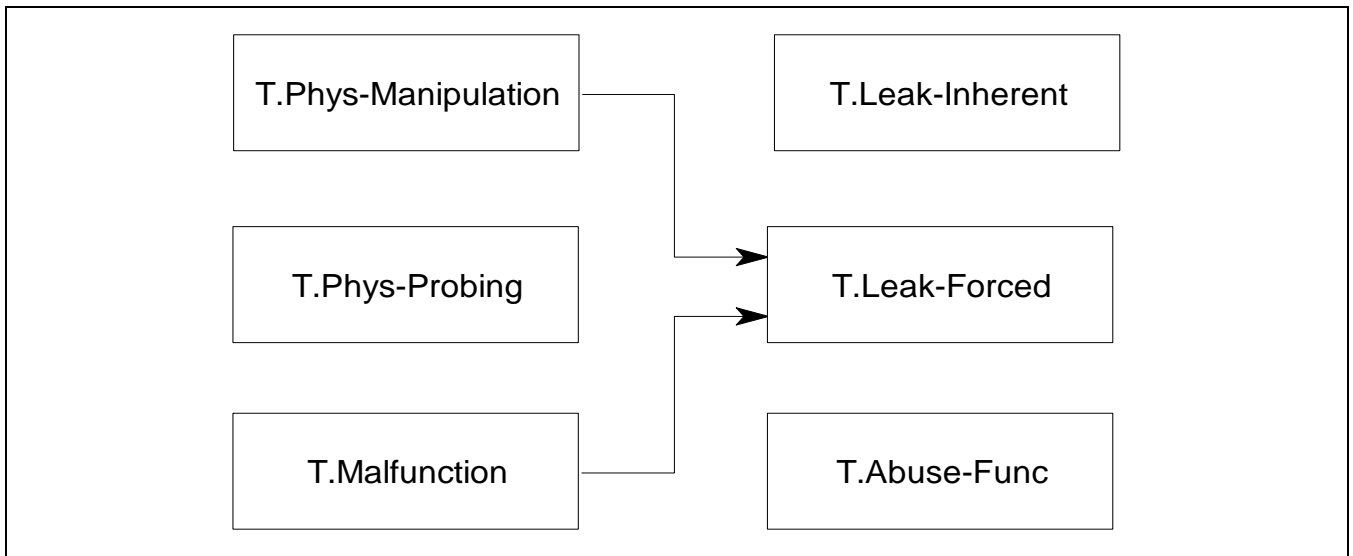 T.Phys-Manipulation
T.Leak-Inherent
T.Phys-Probing
T.Leak-Forced
T.Malfunction
T.Abuse-Func